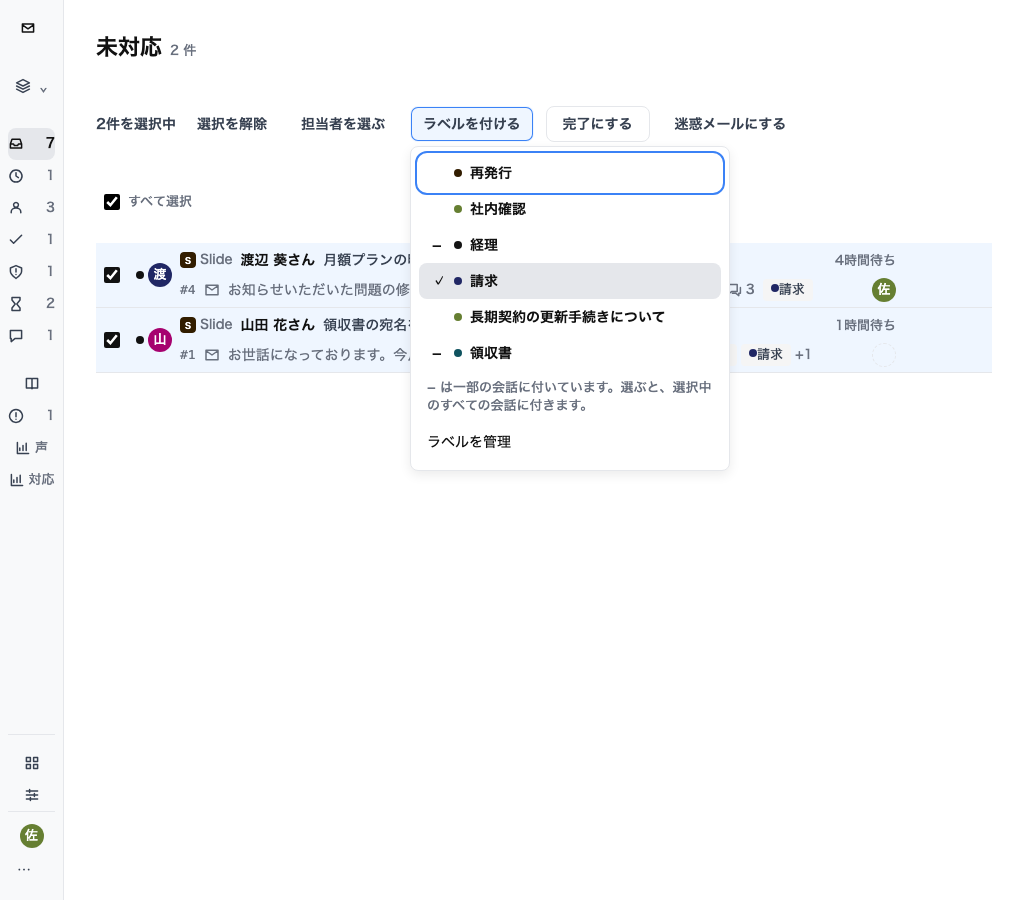 未対応 2 件
7
1
3
1
1
2
1
1
声
対応
佐
…
2件を選択中 選択を解除 担当者を選ぶ ラベルを付ける 完了にする 迷惑メールにする
すべて選択
渡 s Slide 渡辺 葵さん 月額プランの 4時間待ち
#4 お知らせいただいた問題の修 3 請求 佐
山 s Slide 山田 花さん 領収書の宛名 1時間待ち
#1 お世話になっております。今 請求 +1
再発行
社内確認
– 経理
✓ 請求
長期契約の更新手続きについて
– 領収書
– は一部の会話に付いています。選ぶと、選択中
のすべての会話に付きます。
ラベルを管理